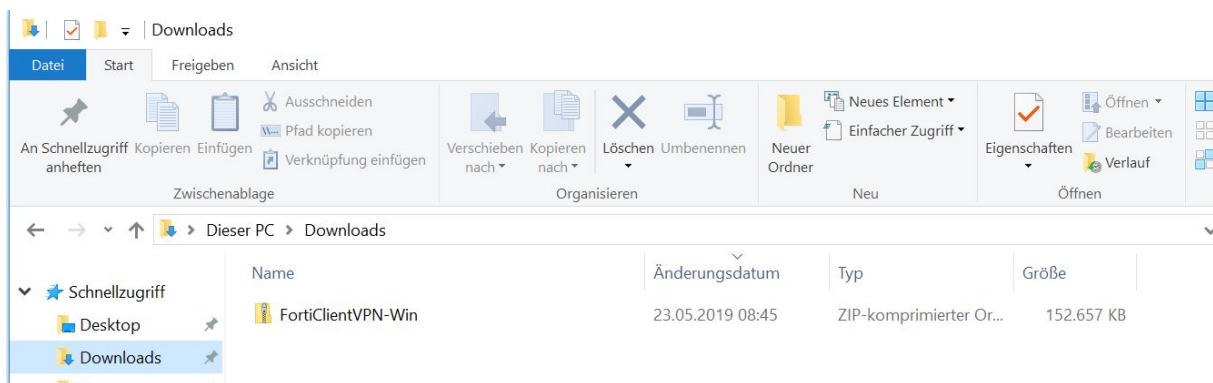 Downloads
Datei Start Freigeben Ansicht
An Schnellzugriff anheften
Kopieren
Einfügen
Ausschneiden
Pfad kopieren
Verknüpfung einfügen
Zwischenablage
Verschieben nach
Kopieren nach
Löschen
Umbenennen
Organisieren
Neuer Ordner
Neues Element
Einfacher Zugriff
Neu
Eigenschaften
Öffnen
Bearbeiten
Verlauf
Öffnen
Dieser PC > Downloads
Name Änderungsdatum Typ Größe
Schnellzugriff
FortiClientVPN-Win 23.05.2019 08:45 ZIP-komprimierter Or... 152.657 KB
Desktop
Downloads